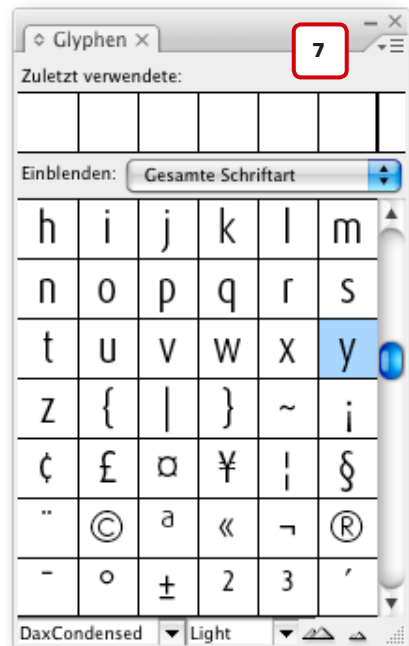 Glyphen ×
7
Zuletzt verwendete:
Einblenden: Gesamte Schriftart
h i j k l m
n o p q r s
t u v w x y
z { | } ~ ¡
¢ £ ¤ ¥ ¦ §
¨ © ª « ¬ ®
¯ ° ± ² ³ ´
DaxCondensed Light